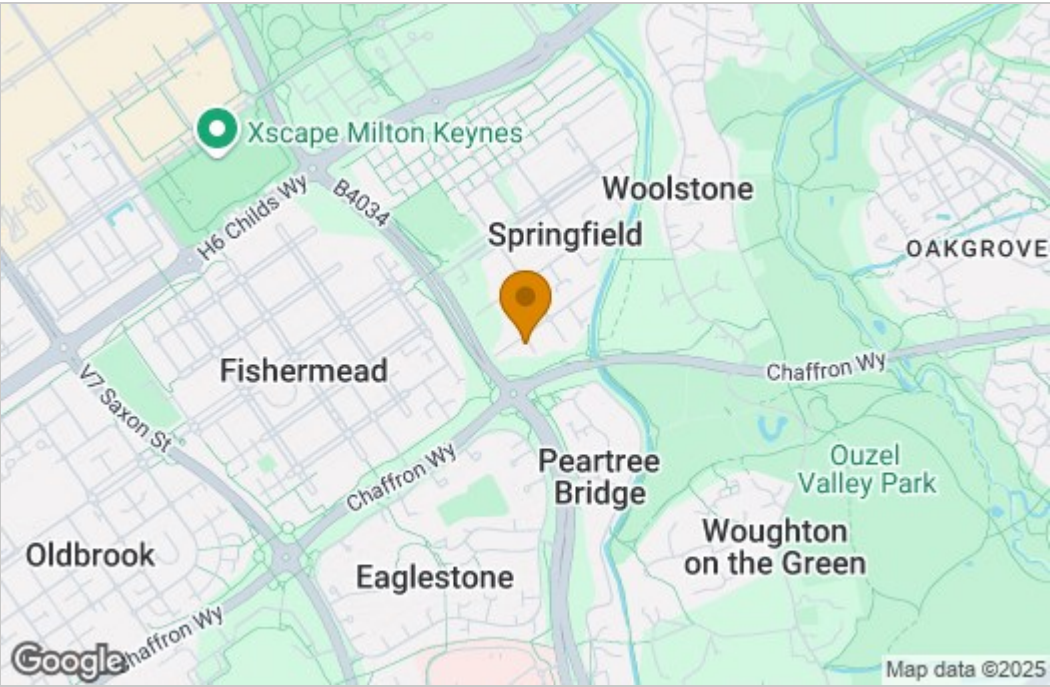 Xscape Milton Keynes
H6 Childs Wy
B4034
Woolstone
Springfield
OAKGROVE
Fishermead
V7 Saxon St
Chaffron Wy
Chaffron Wy
Peartree
Bridge
Ouzel
Valley Park
Woughton
on the Green
Oldbrook
Eaglestone
Chaffron Wy
Google
Map data ©2025